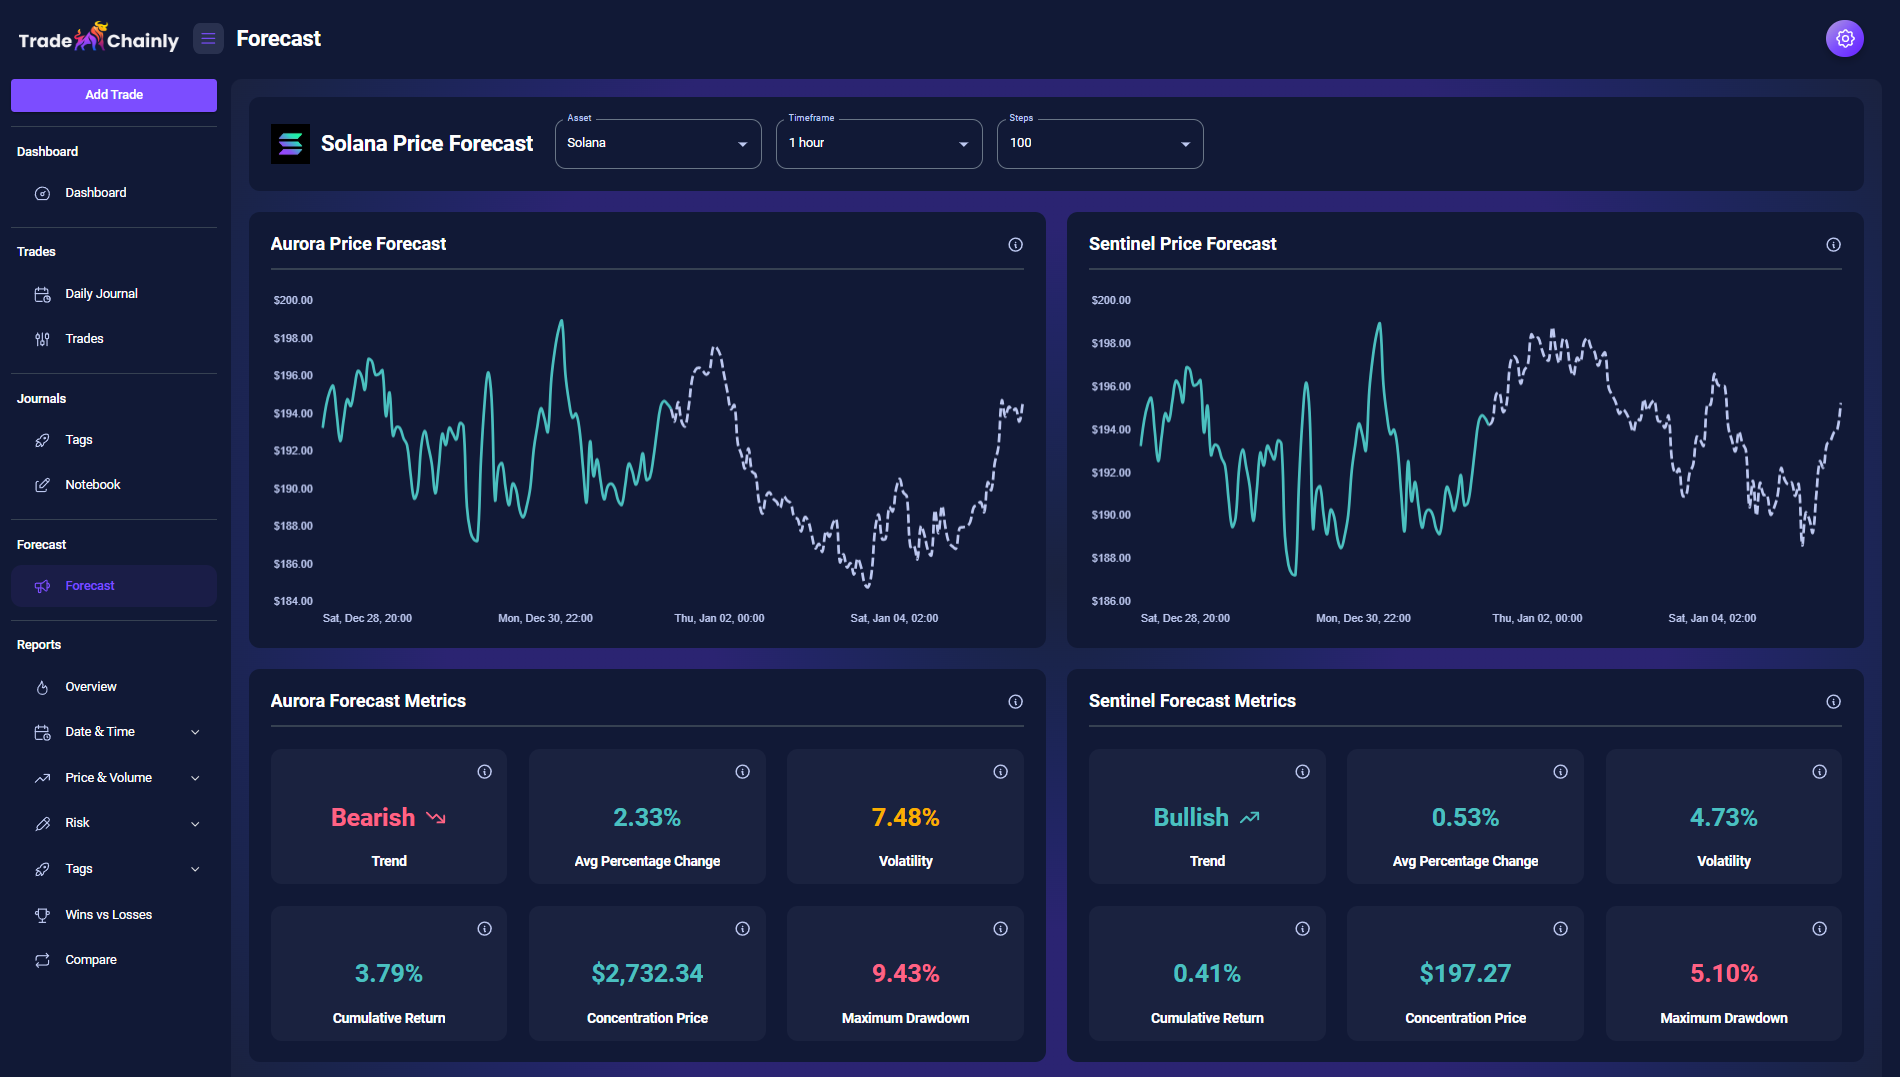 Trade Chainly
Forecast
Add Trade
Dashboard
Dashboard
Trades
Daily Journal
Trades
Journals
Tags
Notebook
Forecast
Forecast
Reports
Overview
Date & Time
Price & Volume
Risk
Tags
Wins vs Losses
Compare
Solana Price Forecast
Asset
Solana
Timeframe
1 hour
Steps
100
Aurora Price Forecast
$200.00
$198.00
$196.00
$194.00
$192.00
$190.00
$188.00
$186.00
$184.00
Sat, Dec 28, 20:00 Mon, Dec 30, 22:00 Thu, Jan 02, 00:00 Sat, Jan 04, 02:00
Sentinel Price Forecast
$200.00
$198.00
$196.00
$194.00
$192.00
$190.00
$188.00
$186.00
Sat, Dec 28, 20:00 Mon, Dec 30, 22:00 Thu, Jan 02, 00:00 Sat, Jan 04, 02:00
Aurora Forecast Metrics
Bearish
Trend
2.33%
Avg Percentage Change
7.48%
Volatility
3.79%
Cumulative Return
$2,732.34
Concentration Price
9.43%
Maximum Drawdown
Sentinel Forecast Metrics
Bullish
Trend
0.53%
Avg Percentage Change
4.73%
Volatility
0.41%
Cumulative Return
$197.27
Concentration Price
5.10%
Maximum Drawdown